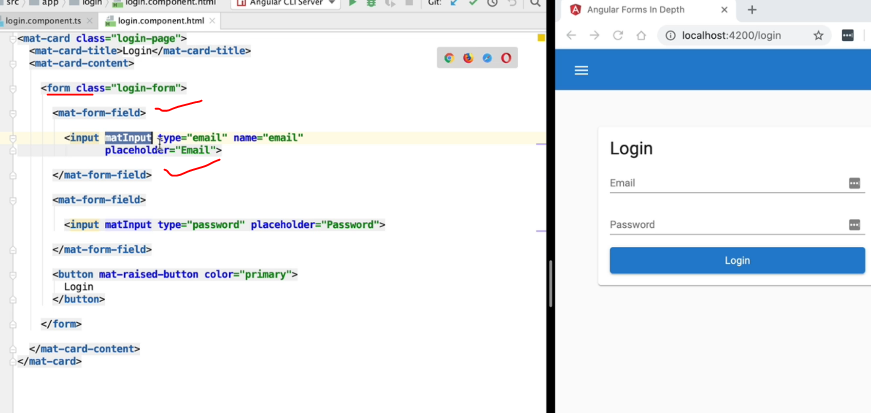 src app login login.component.html Angular CLI Server Git:
login.component.ts login.component.html
<mat-card class="login-page">
<mat-card-title>Login</mat-card-title>
<mat-card-content>
<form class="login-form">
<mat-form-field>
<input matInput type="email" name="email"
placeholder="Email">
</mat-form-field>
<mat-form-field>
<input matInput type="password" placeholder="Password">
</mat-form-field>
<button mat-raised-button color="primary">
Login
</button>
</form>
</mat-card-content>
</mat-card>
Angular Forms In Depth
localhost:4200/login
Login
Email
Password
Login